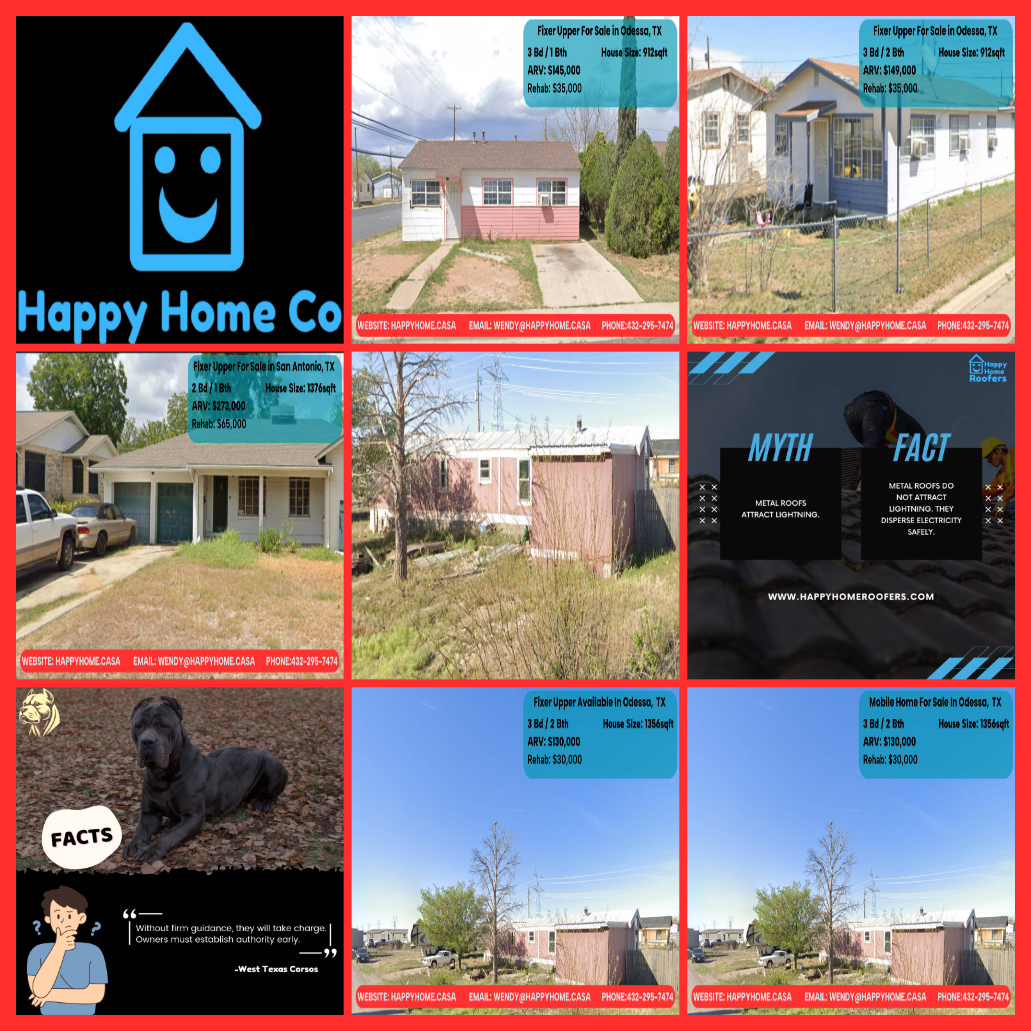 Happy Home Co
Fixer Upper For Sale in Odessa, TX
3 Bd / 1 Bth House Size: 912sqft
ARV: $145,000
Rehab: $35,000
WEBSITE: HAPPYHOME.CASA EMAIL: WENDY@HAPPYHOME.CASA PHONE:432-295-7474
Fixer Upper For Sale in Odessa, TX
3 Bd / 2 Bth House Size: 912sqft
ARV: $149,000
Rehab: $35,000
WEBSITE: HAPPYHOME.CASA EMAIL: WENDY@HAPPYHOME.CASA PHONE:432-295-7474
Fixer Upper For Sale in San Antonio, TX
2 Bd / 1 Bth House Size: 1376sqft
ARV: $273,000
Rehab: $65,000
WEBSITE: HAPPYHOME.CASA EMAIL: WENDY@HAPPYHOME.CASA PHONE:432-295-7474
Happy
Home
Roofers
MYTH
METAL ROOFS
ATTRACT LIGHTNING.
FACT
METAL ROOFS DO
NOT ATTRACT
LIGHTNING. THEY
DISPERSE ELECTRICITY
SAFELY.
WWW.HAPPYHOMEROOFERS.COM
FACTS
? ?
“Without firm guidance, they will take charge.
Owners must establish authority early.”
-West Texas Corsos
Fixer Upper Available In Odessa, TX
3 Bd / 2 Bth House Size: 1356sqft
ARV: $130,000
Rehab: $30,000
WEBSITE: HAPPYHOME.CASA EMAIL: WENDY@HAPPYHOME.CASA PHONE:432-295-7474
Mobile Home For Sale In Odessa, TX
3 Bd / 2 Bth House Size: 1356sqft
ARV: $130,000
Rehab: $30,000
WEBSITE: HAPPYHOME.CASA EMAIL: WENDY@HAPPYHOME.CASA PHONE:432-295-7474